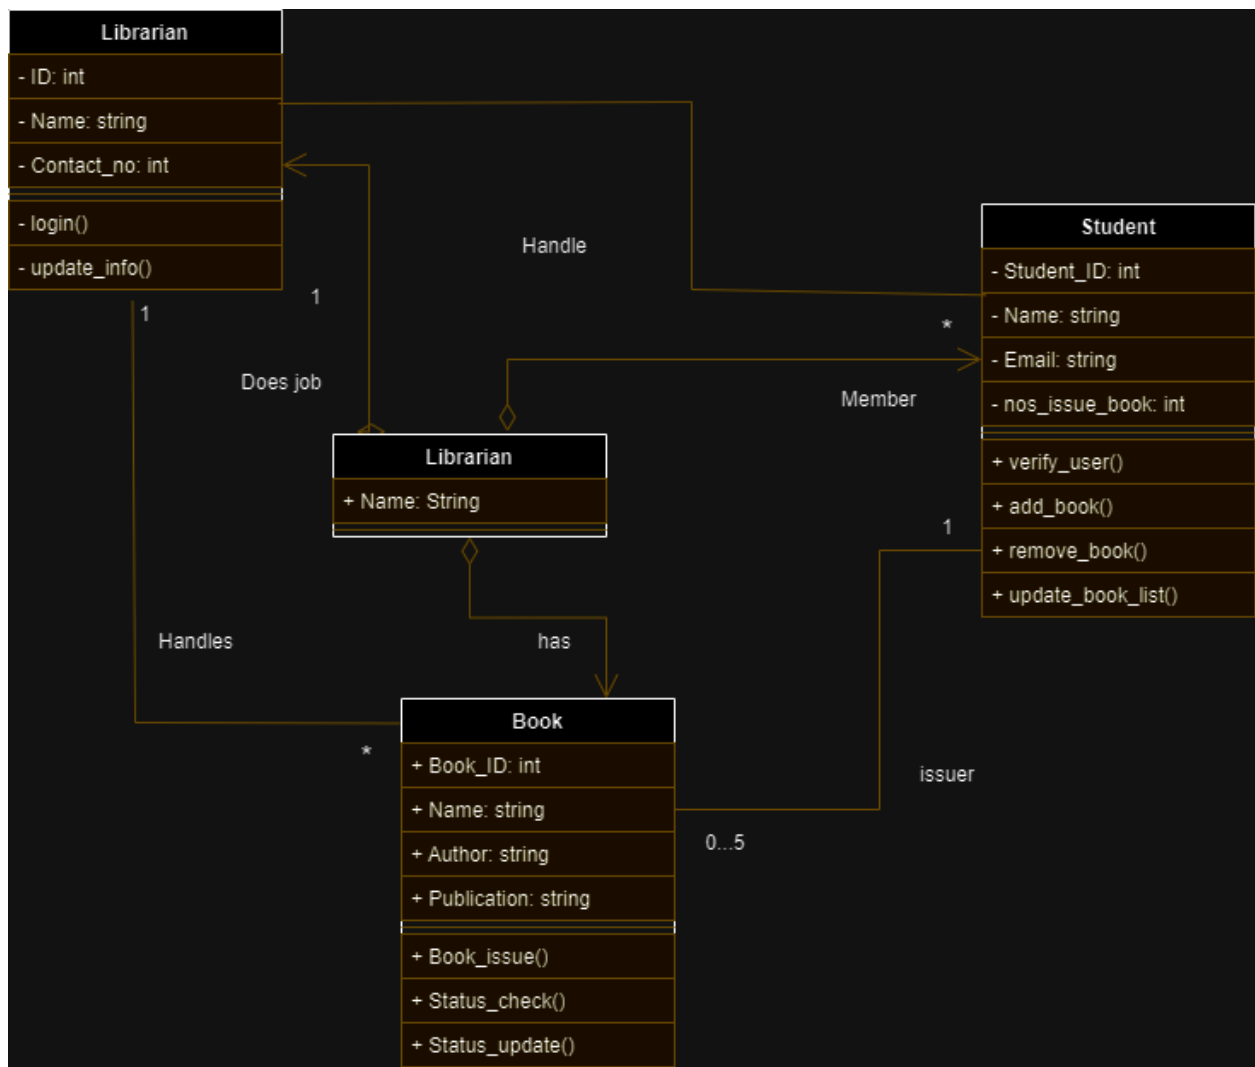 Librarian
- ID: int
- Name: string
- Contact_no: int
- login()
- update_info()
Handle
1
1
Does job
Student
- Student_ID: int
- Name: string
- Email: string
- nos_issue_book: int
+ verify_user()
+ add_book()
+ remove_book()
+ update_book_list()
*
Member
Librarian
+ Name: String
1
Handles
has
*
Book
+ Book_ID: int
+ Name: string
+ Author: string
+ Publication: string
+ Book_issue()
+ Status_check()
+ Status_update()
issuer
0...5